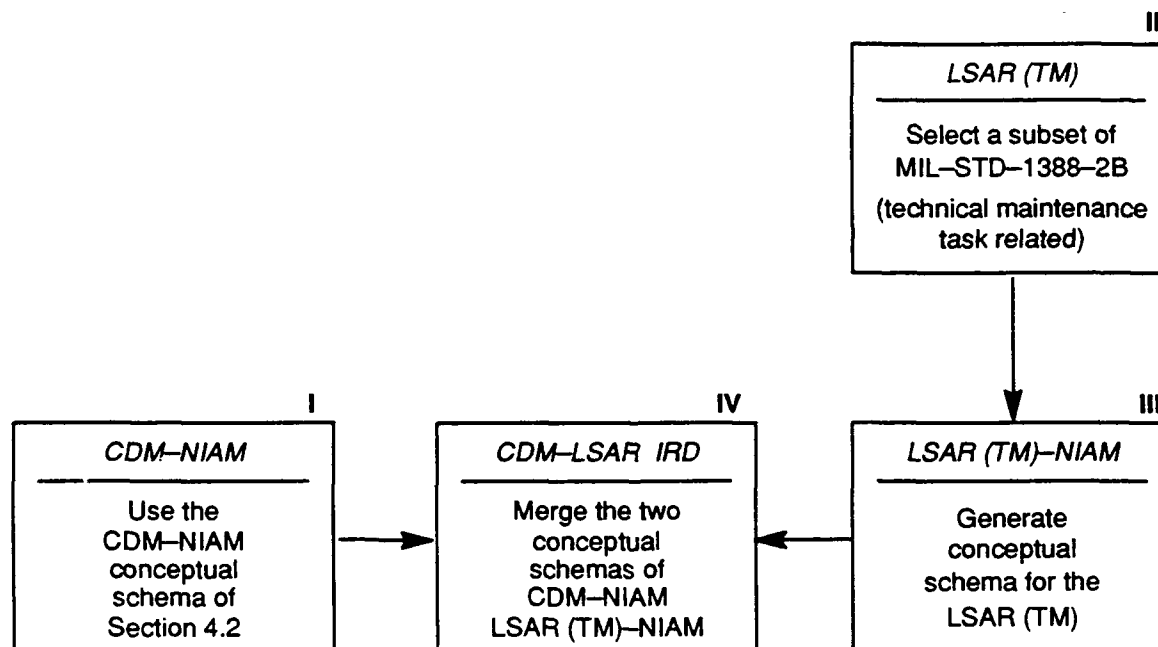 II
LSAR (TM)
Select a subset of
MIL–STD–1388–2B
(technical maintenance
task related)
I
CDM–NIAM
Use the
CDM–NIAM
conceptual
schema of
Section 4.2
IV
CDM–LSAR IRD
Merge the two
conceptual
schemas of
CDM–NIAM
LSAR (TM)–NIAM
III
LSAR (TM)–NIAM
Generate
conceptual
schema for the
LSAR (TM)